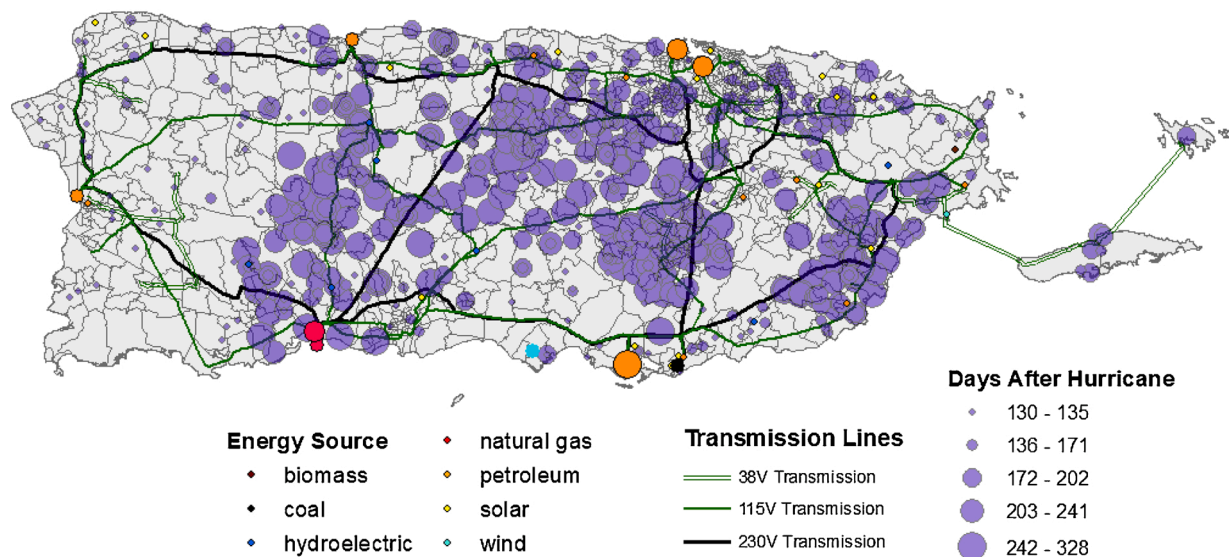 Energy Source
biomass
coal
hydroelectric
natural gas
petroleum
solar
wind
Transmission Lines
38V Transmission
115V Transmission
230V Transmission
Days After Hurricane
130 - 135
136 - 171
172 - 202
203 - 241
242 - 328